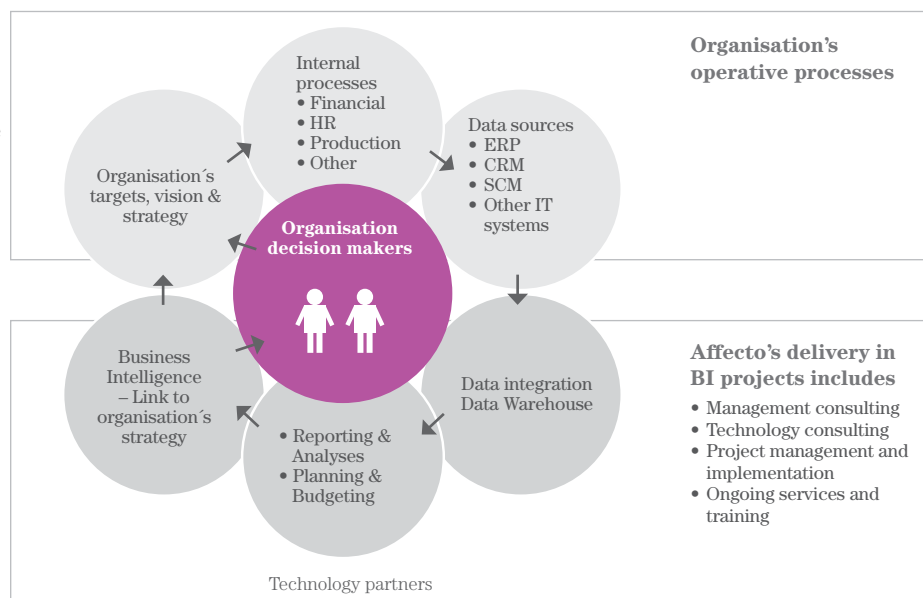 Organisation’s
operative processes
Internal
processes
• Financial
• HR
• Production
• Other
Data sources
• ERP
• CRM
• SCM
• Other IT
systems
Organisation´s
targets, vision &
strategy
Organisation
decision makers
Business
Intelligence
– Link to
organisation´s
strategy
Data integration
Data Warehouse
• Reporting &
Analyses
• Planning &
Budgeting
Affecto’s delivery in
BI projects includes
• Management consulting
• Technology consulting
• Project management and
implementation
• Ongoing services and
training
Technology partners